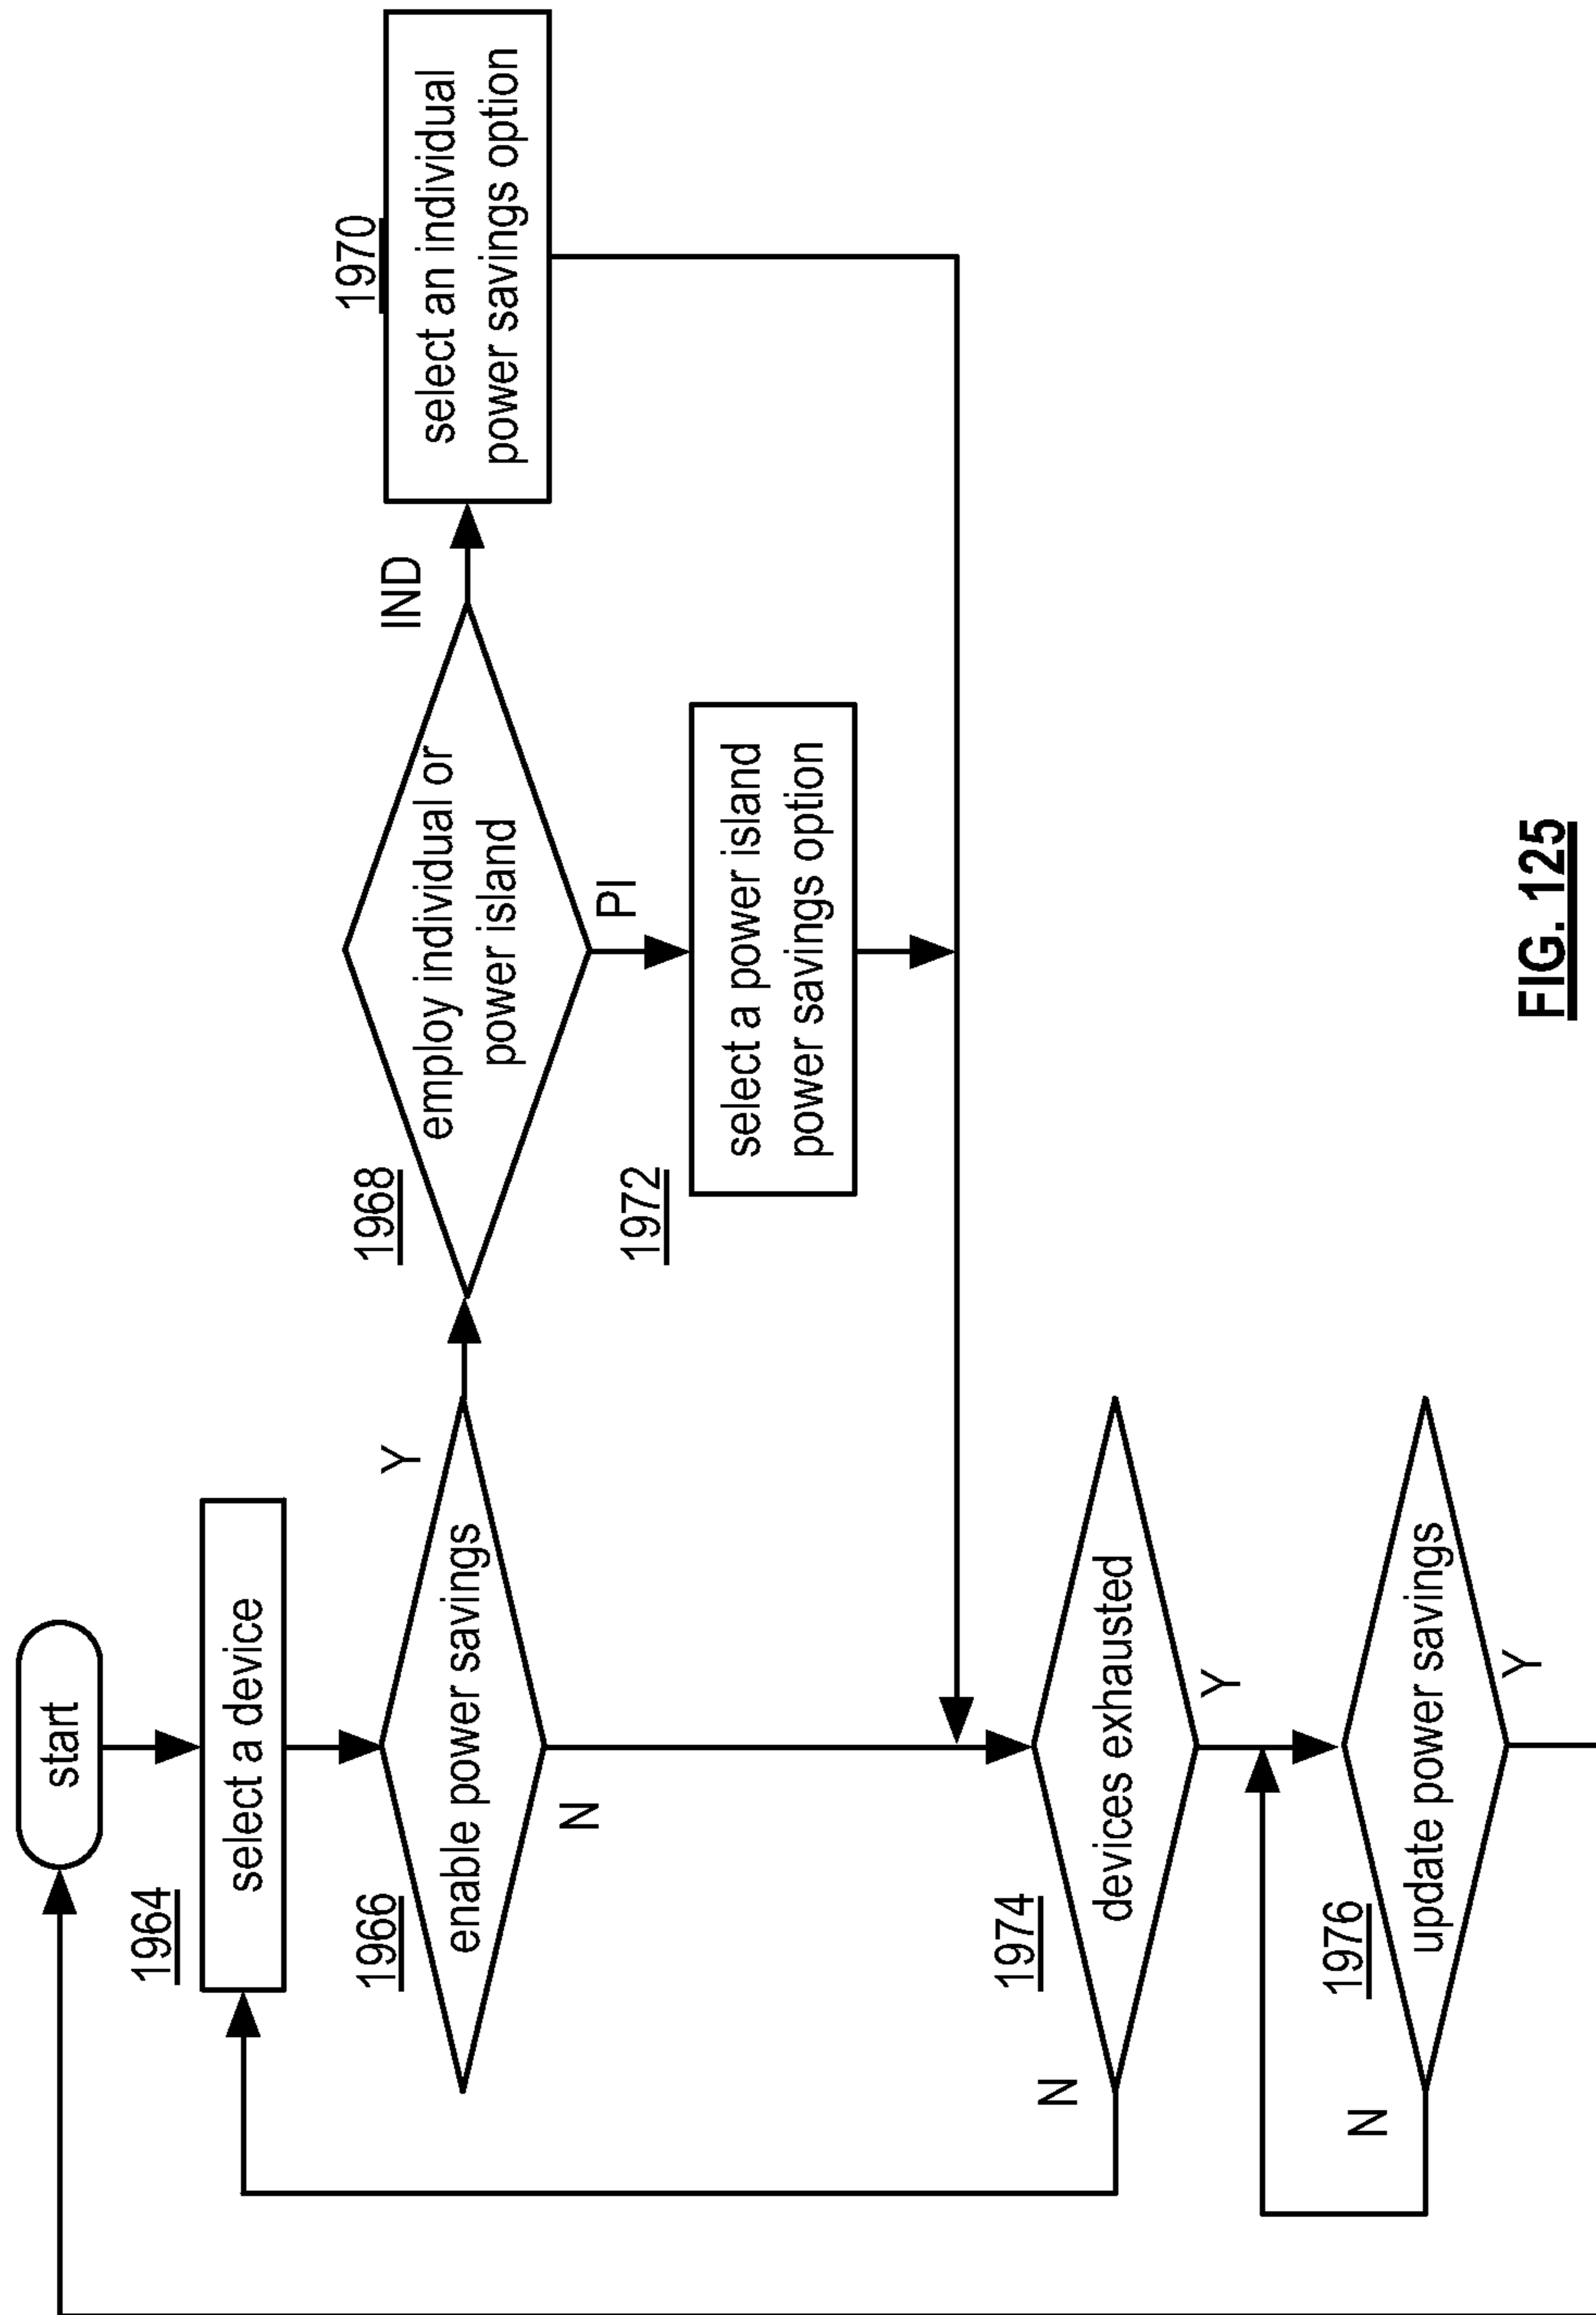 start
1964
select a device
1966
enable power savings
Y
N
1968
employ individual or
power island
IND
PI
1970
select an individual
power savings option
1972
select a power island
power savings option
1974
devices exhausted
N
Y
1976
update power savings
N
Y
FIG. 125